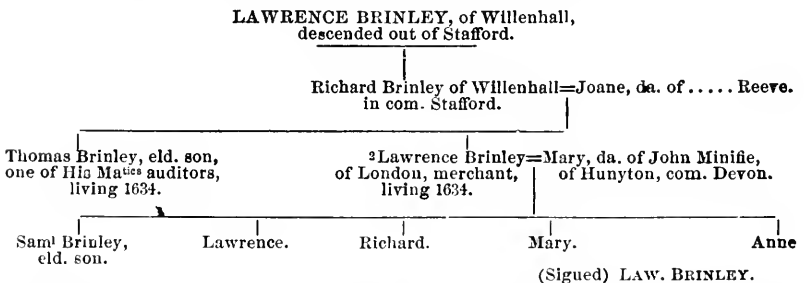 LAWRENCE BRINLEY, of Willenhall,
descended out of Stafford.
Richard Brinley of Willenhall=Joane, da. of ..... Reeve.
in com. Stafford.
Thomas Brinley, eld. son, ²Lawrence Brinley=Mary, da. of John Minifie,
one of His Maties auditors, of London, merchant, of Hunyton, com. Devon.
living 1634. living 1634.
Saml Brinley, Lawrence. Richard. Mary. Anne
eld. son.
(Signed) LAW. BRINLEY.